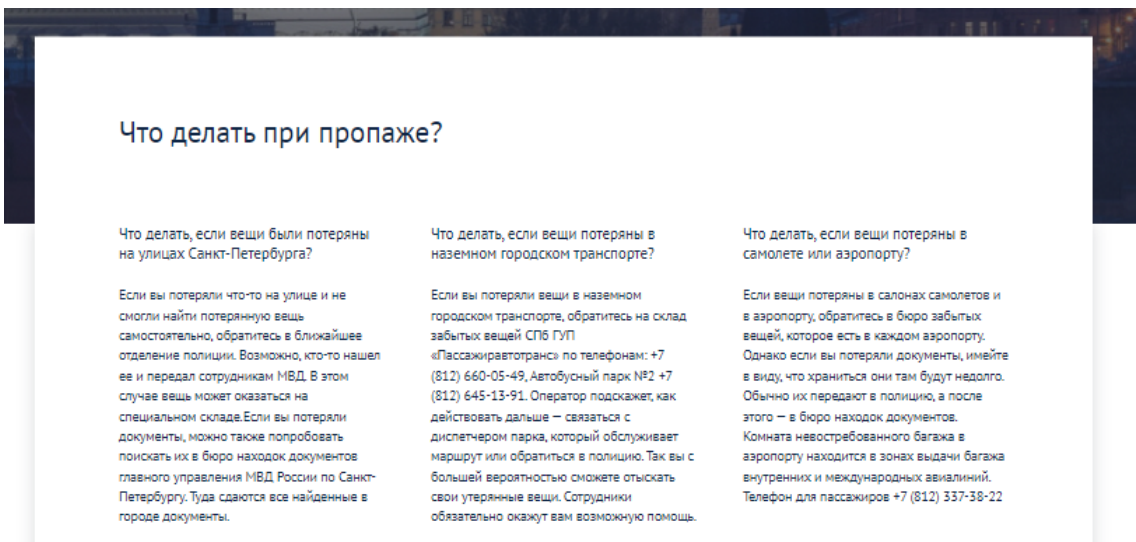 Что делать при пропаже?
Что делать, если вещи были потеряны
на улицах Санкт-Петербурга?
Если вы потеряли что-то на улице и не
смогли найти потерянную вещь
самостоятельно, обратитесь в ближайшее
отделение полиции. Возможно, кто-то нашел
ее и передал сотрудникам МВД. В этом
случае вещь может оказаться на
специальном складе.Если вы потеряли
документы, можно также попробовать
поискать их в бюро находок документов
главного управления МВД России по Санкт-
Петербургу. Туда сдаются все найденные в
городе документы.
Что делать, если вещи потеряны в
наземном городском транспорте?
Если вы потеряли вещи в наземном
городском транспорте, обратитесь на склад
забытых вещей СПб ГУП
«Пассажиравтотранс» по телефонам: +7
(812) 660-05-49, Автобусный парк №2 +7
(812) 645-13-91. Оператор подскажет, как
действовать дальше — связаться с
диспетчером парка, который обслуживает
маршрут или обратиться в полицию. Так вы с
большей вероятностью сможете отыскать
свои утерянные вещи. Сотрудники
обязательно окажут вам возможную помощь.
Что делать, если вещи потеряны в
самолете или аэропорту?
Если вещи потеряны в салонах самолетов и
в аэропорту, обратитесь в бюро забытых
вещей, которое есть в каждом аэропорту.
Однако если вы потеряли документы, имейте
в виду, что храниться они там будут недолго.
Обычно их передают в полицию, а после
этого — в бюро находок документов.
Комната невостребованного багажа в
аэропорту находится в зонах выдачи багажа
внутренних и международных авиалиний.
Телефон для пассажиров +7 (812) 337-38-22